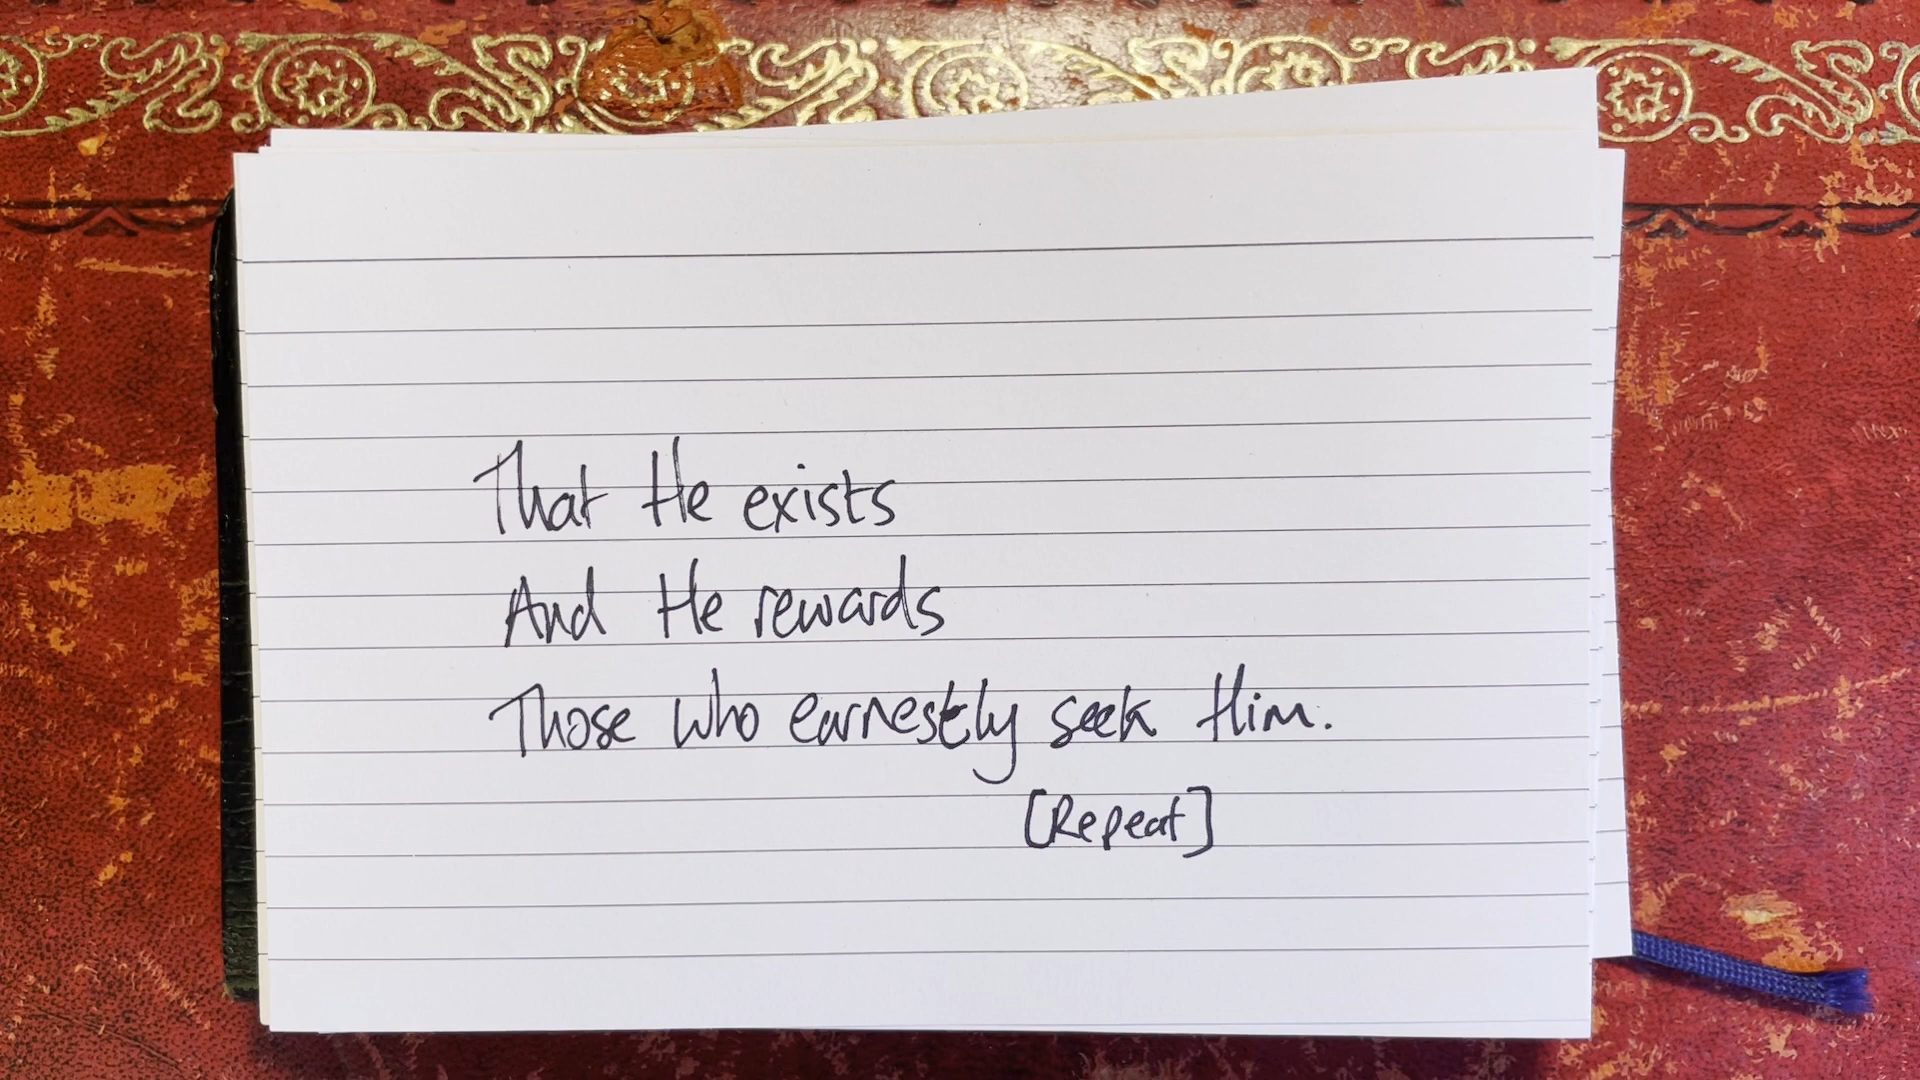 That He exists
And He rewards
Those who earnestly seek Him.
[Repeat]